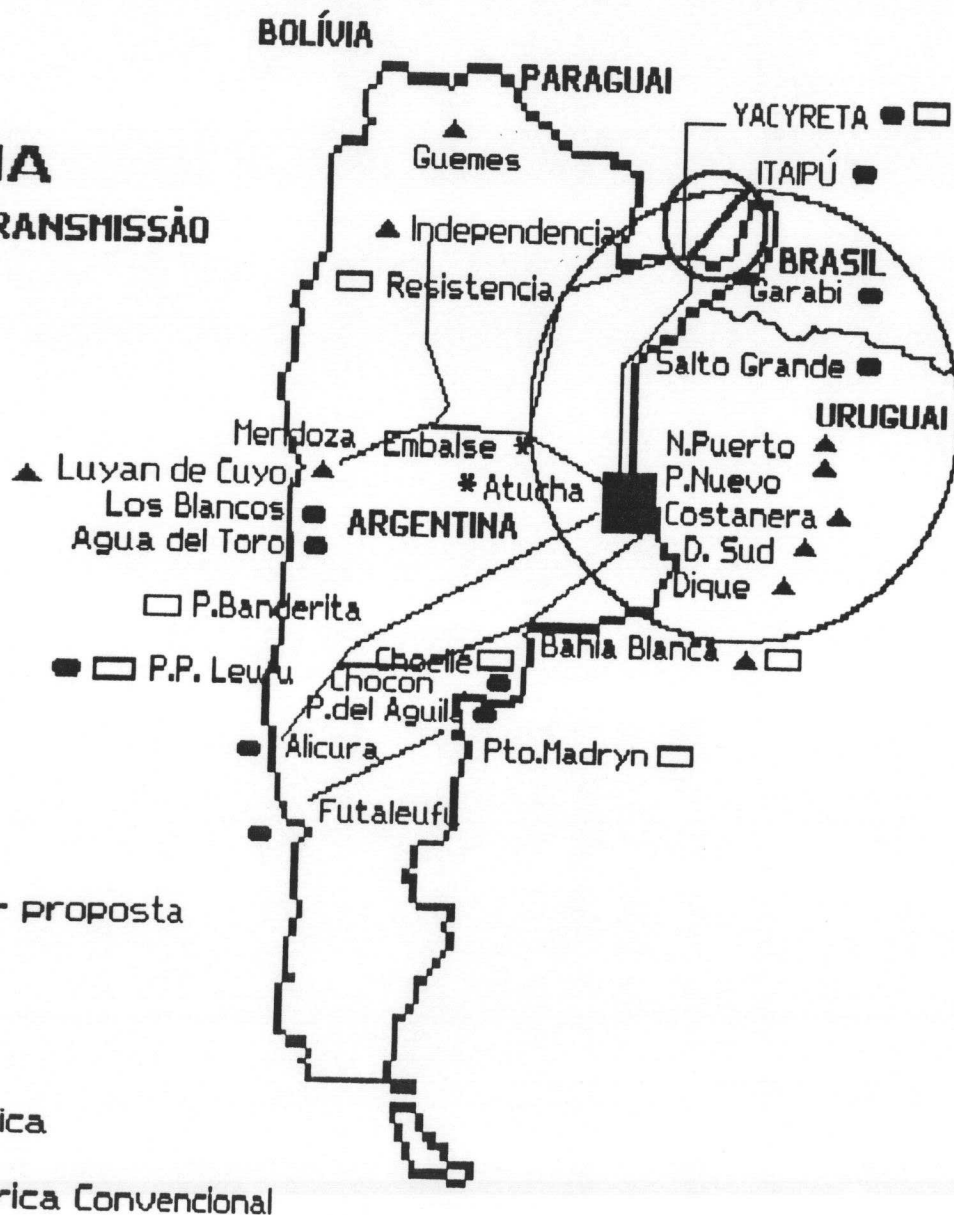 BOLÍVIA
PARAGUAI
YACYRETA
Guemes
ITAIPÚ
RANSMISSÃO
Independencia
BRASIL
Resistencia
Garabi
Salto Grande
URUGUAI
Mendoza
Embalse *
N.Puerto
Luyan de Cuyo
* Atucha
P.Nuevo
Los Blancos
ARGENTINA
Costanera
Agua del Toro
D. Sud
Dique
P.Banderita
Bahia Blanca
P.P. Leufu
Choelle
Chocon
P.del Aguila
Alicura
Pto.Madryn
Futaleufu
proposta
ica
rica Convencional